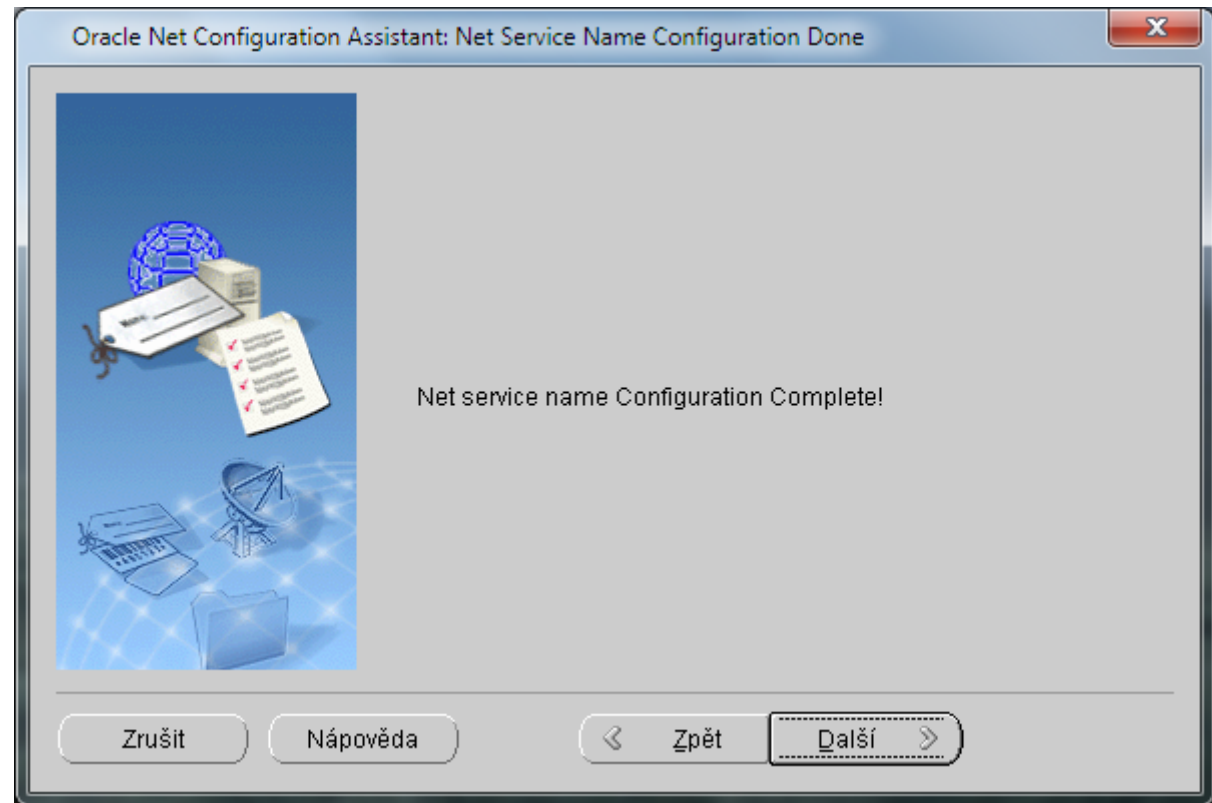 Oracle Net Configuration Assistant: Net Service Name Configuration Done
Net service name Configuration Complete!
Zrušit
Nápověda
Zpět
Další